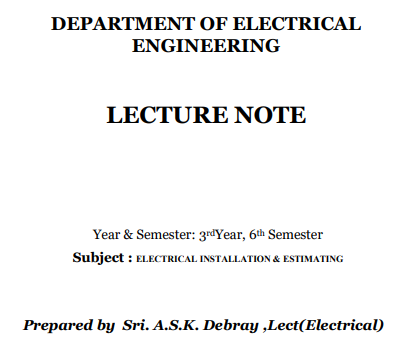 DEPARTMENT OF ELECTRICAL
ENGINEERING
LECTURE NOTE
Year & Semester: 3rdYear, 6th Semester
Subject : ELECTRICAL INSTALLATION & ESTIMATING
Prepared by Sri. A.S.K. Debray ,Lect(Electrical)